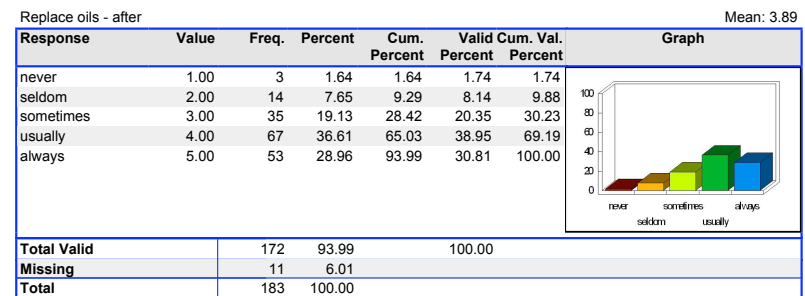 Replace oils - after Mean: 3.89
Response Value Freq. Percent Cum. Percent Valid Percent Cum. Val. Percent Graph
never 1.00 3 1.64 1.64 1.74 1.74
seldom 2.00 14 7.65 9.29 8.14 9.88
sometimes 3.00 35 19.13 28.42 20.35 30.23
usually 4.00 67 36.61 65.03 38.95 69.19
always 5.00 53 28.96 93.99 30.81 100.00
100
80
60
40
20
0
never sometimes always
seldom usually
Total Valid 172 93.99 100.00
Missing 11 6.01
Total 183 100.00